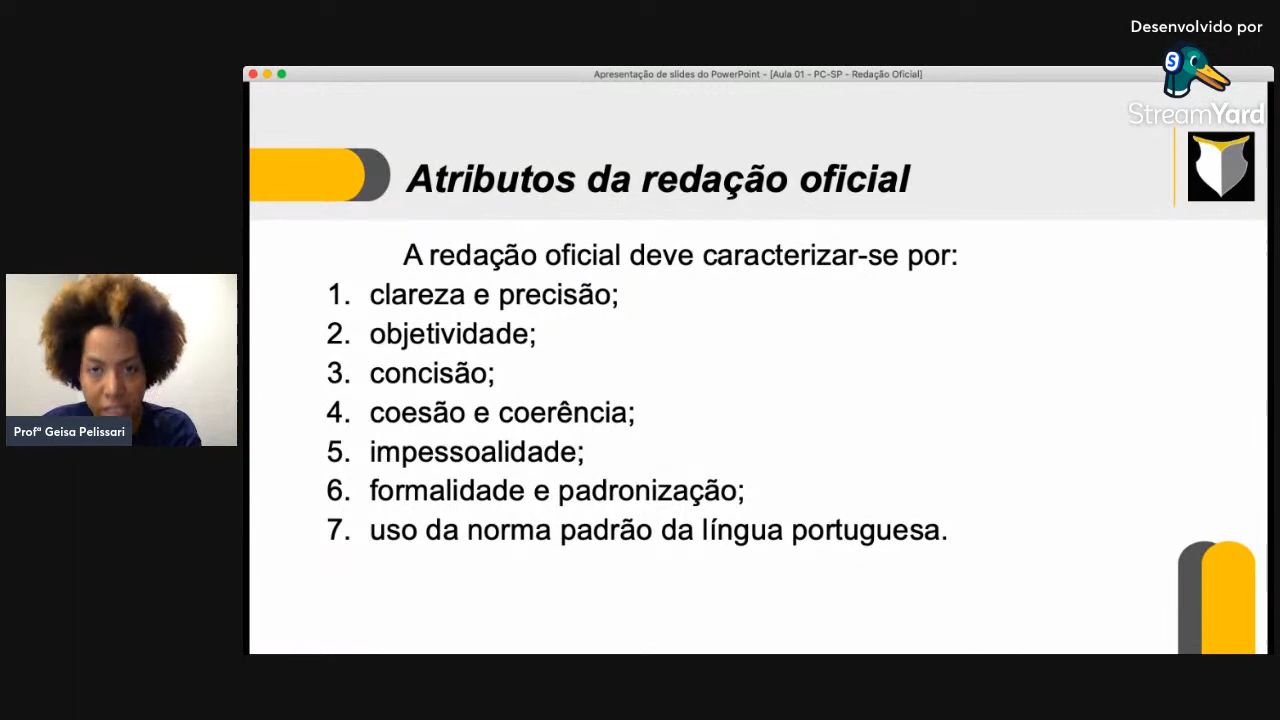 Desenvolvido por
S
StreamYard
Apresentação de slides do PowerPoint - [Aula 01 - PC-SP - Redação Oficial]
Atributos da redação oficial
A redação oficial deve caracterizar-se por:
1. clareza e precisão;
2. objetividade;
3. concisão;
4. coesão e coerência;
5. impessoalidade;
6. formalidade e padronização;
7. uso da norma padrão da língua portuguesa.
Profª Geisa Pelissari